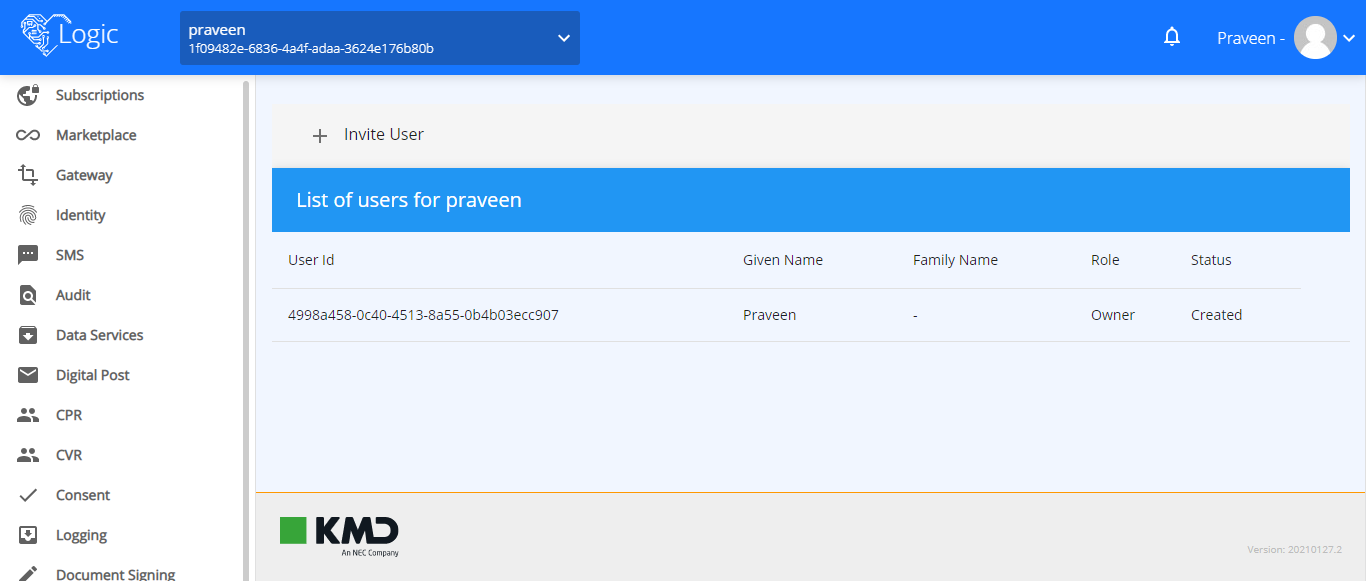 Logic
praveen
1f09482e-6836-4a4f-adaa-3624e176b80b
Praveen -
Subscriptions
Marketplace
Gateway
Identity
SMS
Audit
Data Services
Digital Post
CPR
CVR
Consent
Logging
Document Signing
Invite User
List of users for praveen
User Id Given Name Family Name Role Status
4998a458-0c40-4513-8a55-0b4b03ecc907 Praveen - Owner Created
KMD
An NEC Company
Version: 20210127.2